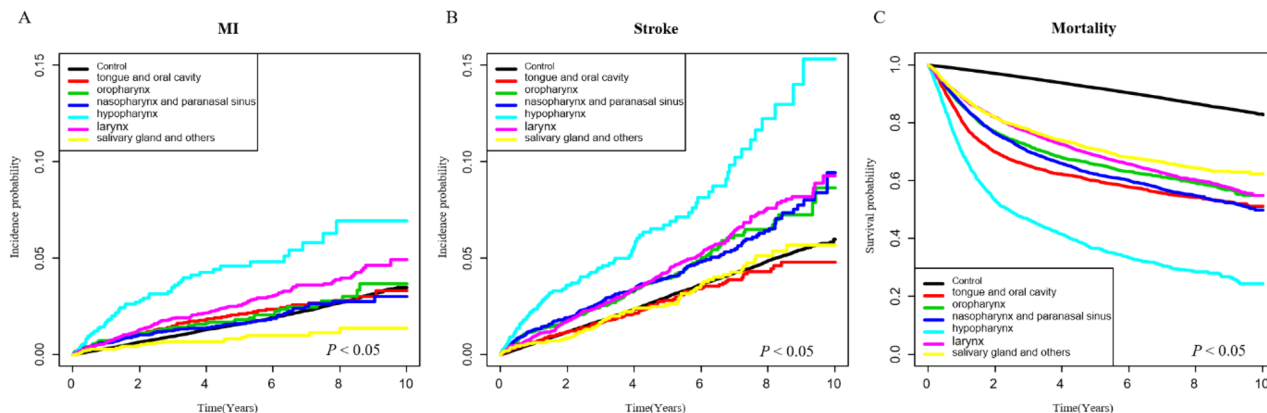 A
MI
Incidence probability
0.15
0.10
0.05
0.00
Control
tongue and oral cavity
oropharynx
nasopharynx and paranasal sinus
hypopharynx
larynx
salivary gland and others
P < 0.05
0 2 4 6 8 10
Time(Years)
B
Stroke
Incidence probability
0.15
0.10
0.05
0.00
Control
tongue and oral cavity
oropharynx
nasopharynx and paranasal sinus
hypopharynx
larynx
salivary gland and others
P < 0.05
0 2 4 6 8 10
Time(Years)
C
Mortality
Survival probability
1.0
0.8
0.6
0.4
0.2
0.0
Control
tongue and oral cavity
oropharynx
nasopharynx and paranasal sinus
hypopharynx
larynx
salivary gland and others
P < 0.05
0 2 4 6 8 10
Time(Years)